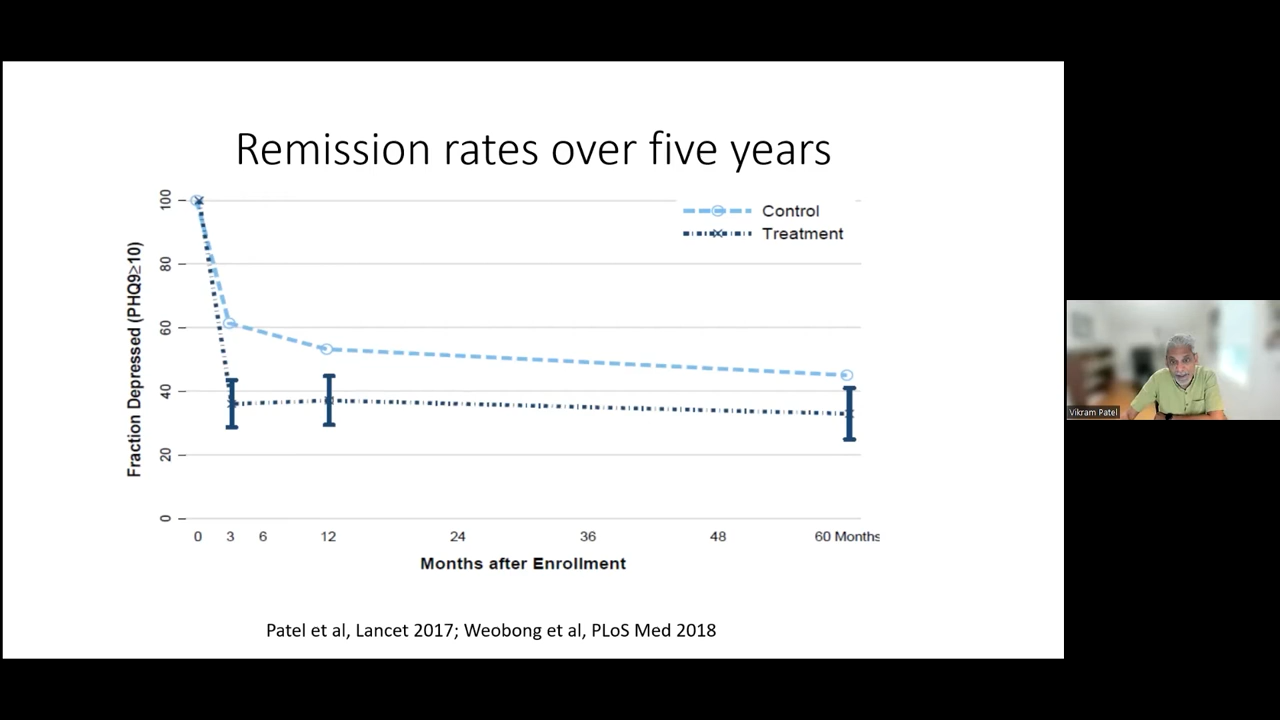 Remission rates over five years
Control
Treatment
Fraction Depressed (PHQ9≥10)
100
80
60
40
20
0
0 3 6 12 24 36 48 60 Months
Months after Enrollment
Patel et al, Lancet 2017; Weobong et al, PLoS Med 2018
Vikram Patel